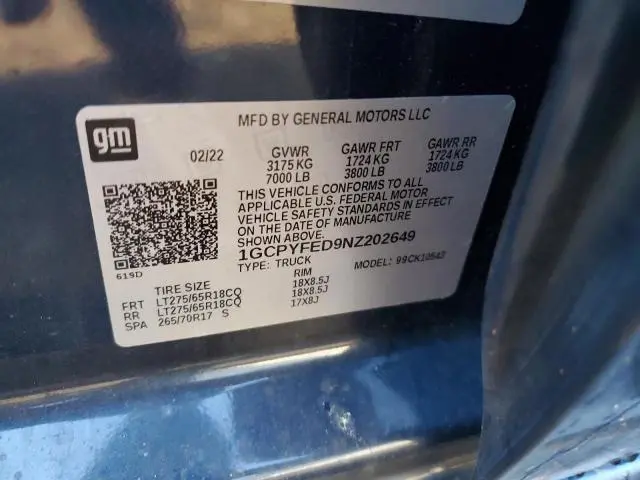 gm
MFD BY GENERAL MOTORS LLC
02/22 GVWR GAWR FRT GAWR RR
3175 KG 1724 KG 1724 KG
7000 LB 3800 LB 3800 LB
THIS VEHICLE CONFORMS TO ALL
APPLICABLE U.S. FEDERAL MOTOR
VEHICLE SAFETY STANDARDS IN EFFECT
ON THE DATE OF MANUFACTURE
SHOWN ABOVE.
1GCPYFED9NZ202649
619D TYPE: TRUCK MODEL:
TIRE SIZE RIM
FRT LT275/65R18CQ 18X8.5J
RR LT275/65R18CQ 18X8.5J
SPA 265/70R17 S 17X8J